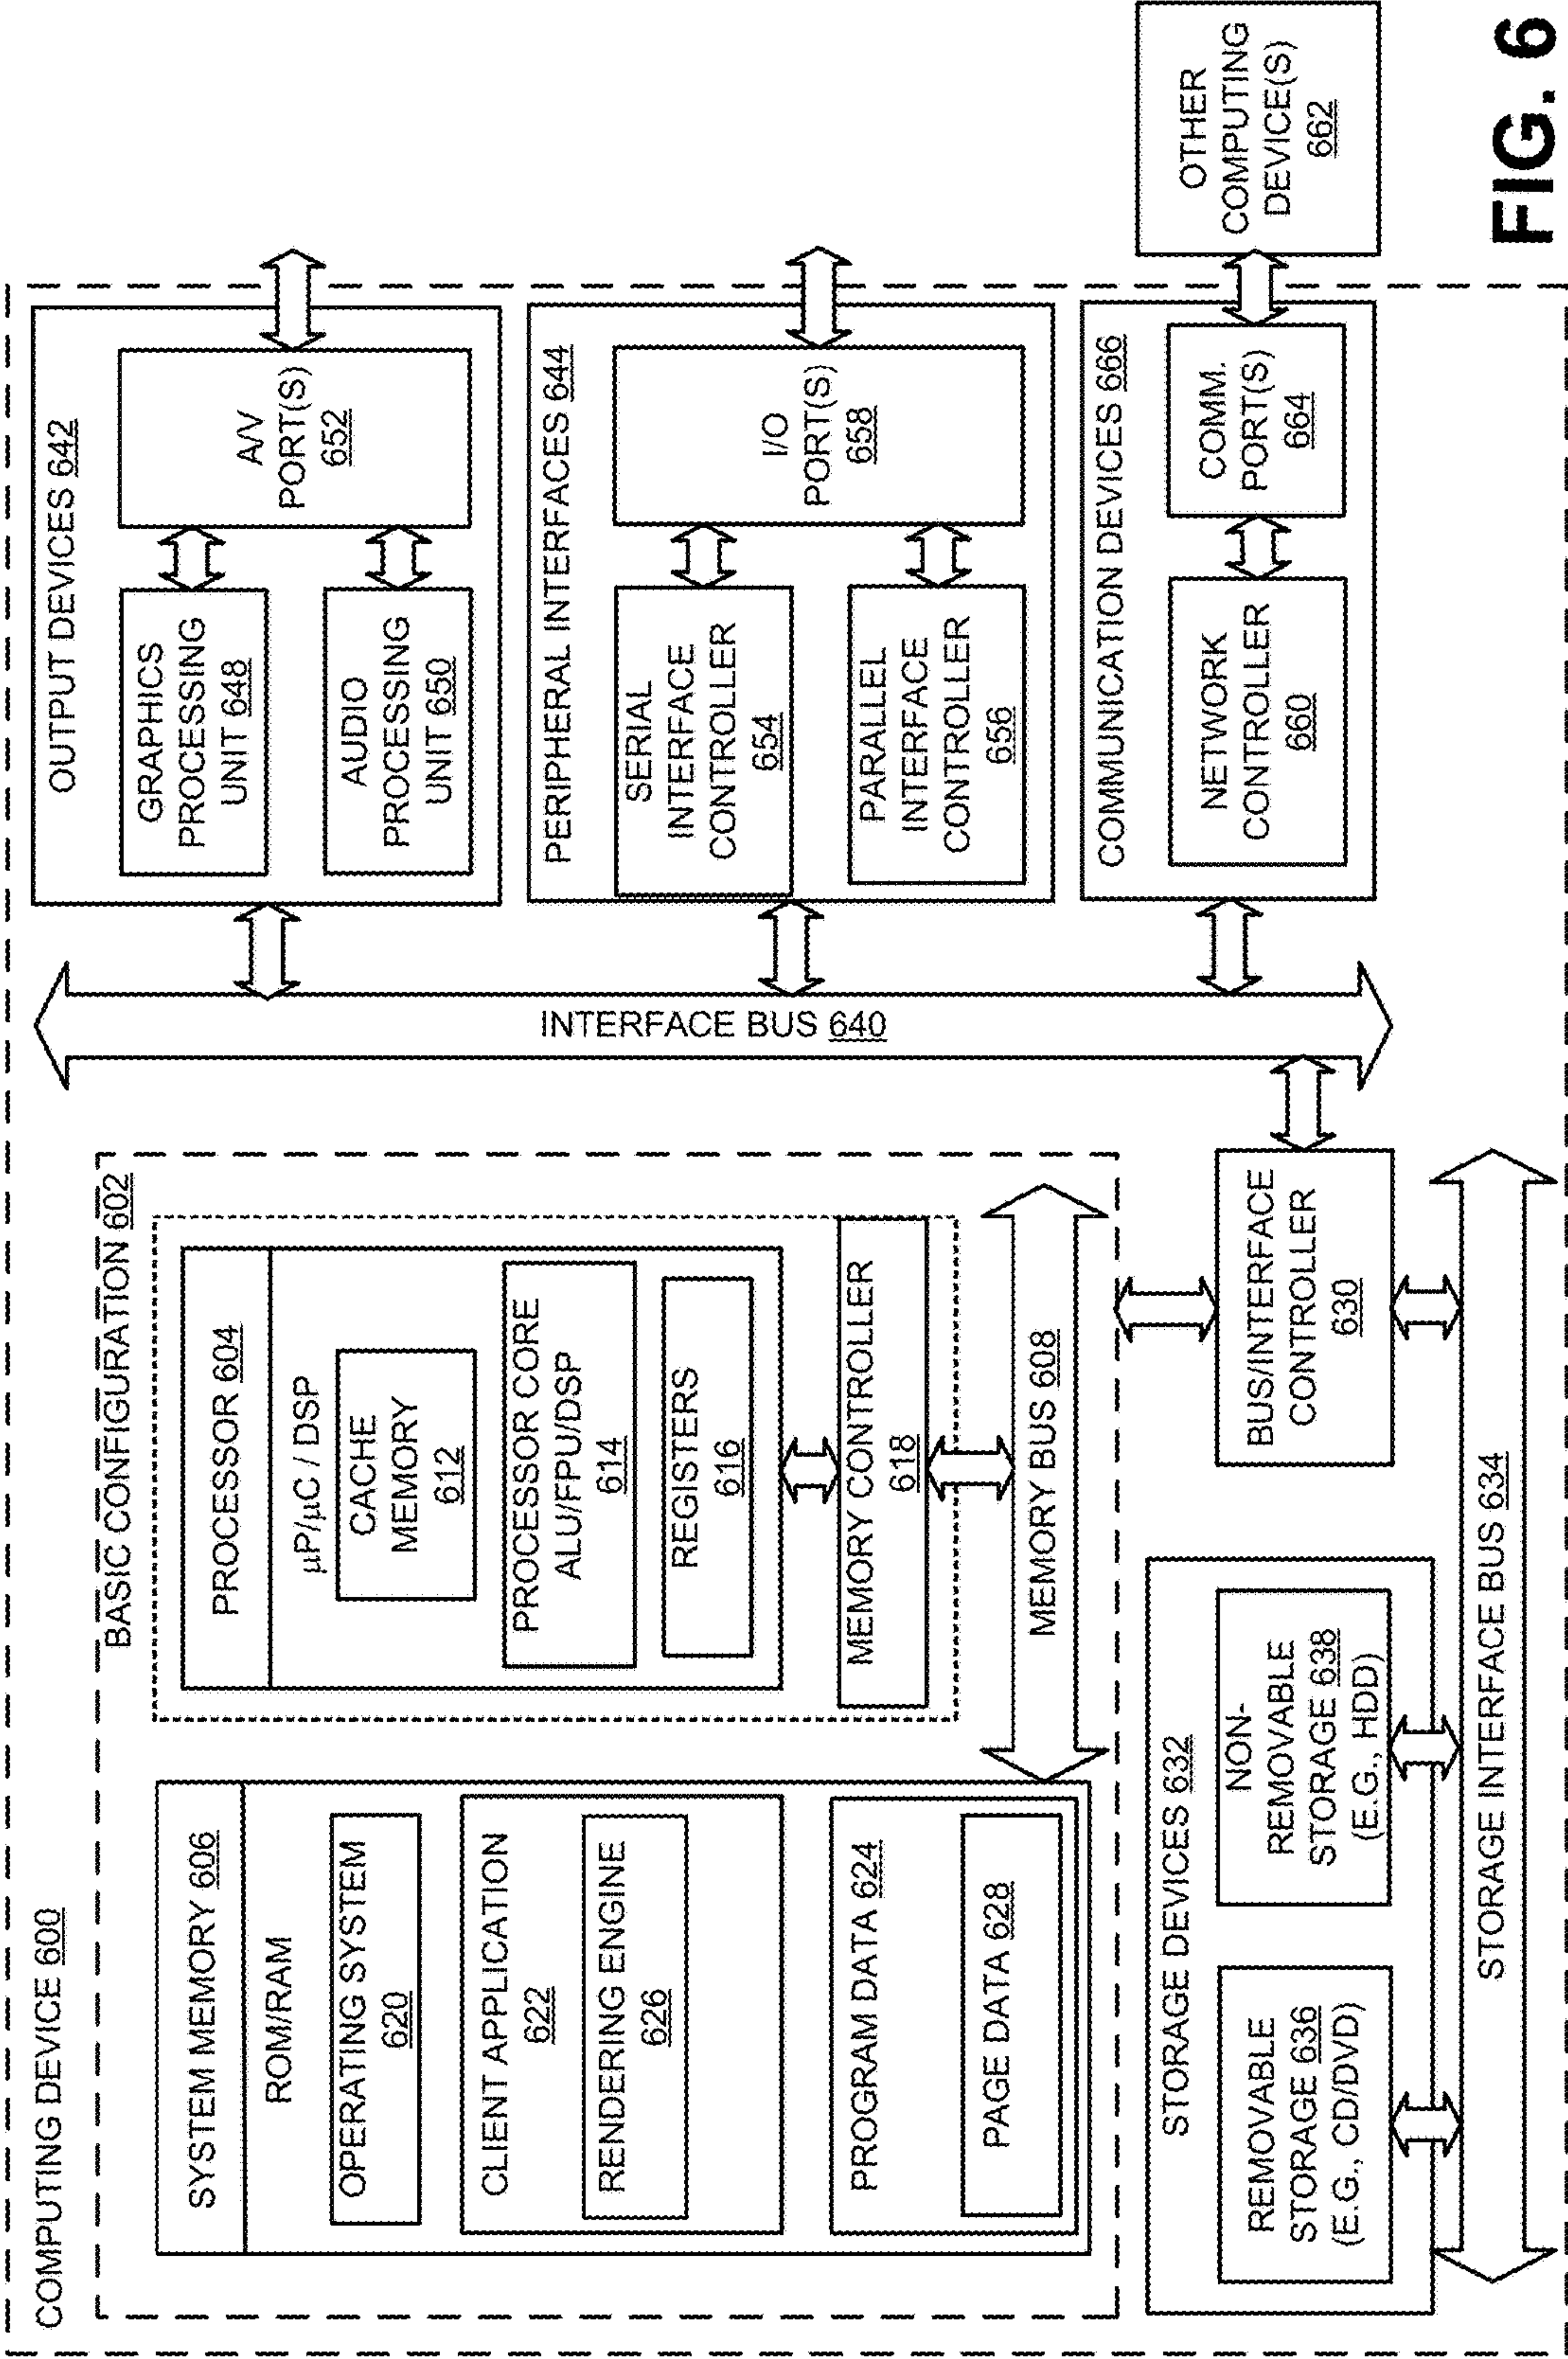 COMPUTING DEVICE 600
BASIC CONFIGURATION 602
SYSTEM MEMORY 606
ROM/RAM
OPERATING SYSTEM
620
CLIENT APPLICATION
622
RENDERING ENGINE
626
PROGRAM DATA 624
PAGE DATA 628
PROCESSOR 604
µP/µC / DSP
CACHE
MEMORY
612
PROCESSOR CORE
ALU/FPU/DSP
614
REGISTERS
616
MEMORY CONTROLLER
618
MEMORY BUS 608
STORAGE DEVICES 632
REMOVABLE
STORAGE 636
(E.G., CD/DVD)
NON-
REMOVABLE
STORAGE 638
(E.G., HDD)
BUS/INTERFACE
CONTROLLER
630
STORAGE INTERFACE BUS 634
INTERFACE BUS 640
OUTPUT DEVICES 642
GRAPHICS
PROCESSING
UNIT 648
AUDIO
PROCESSING
UNIT 650
A/V
PORT(S)
652
PERIPHERAL INTERFACES 644
SERIAL
INTERFACE
CONTROLLER
654
PARALLEL
INTERFACE
CONTROLLER
656
I/O
PORT(S)
658
COMMUNICATION DEVICES 666
NETWORK
CONTROLLER
660
COMM.
PORT(S)
664
OTHER
COMPUTING
DEVICE(S)
662
FIG. 6